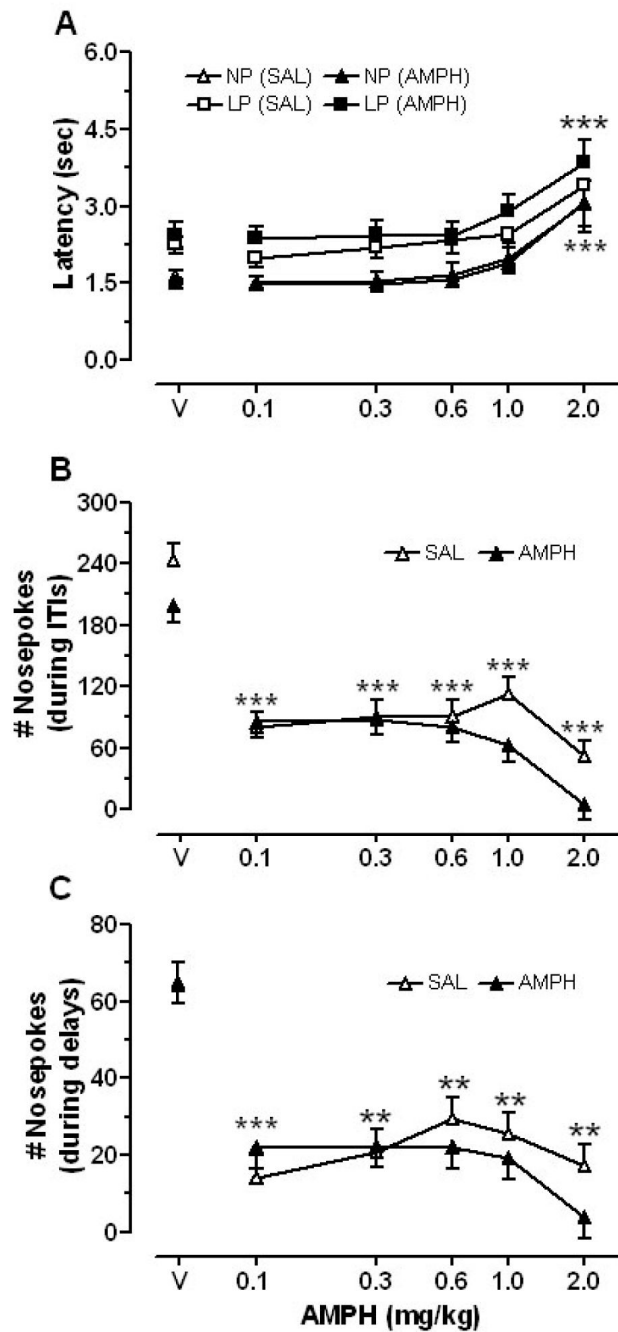 A
6.0
NP (SAL) NP (AMPH)
LP (SAL) LP (AMPH)
4.5
***
Latency (sec)
3.0
***
1.5
0.0
V 0.1 0.3 0.6 1.0 2.0
B
300
SAL AMPH
240
# Nosepokes
(during ITIs)
180
***
120
*** *** *** ***
60
0
V 0.1 0.3 0.6 1.0 2.0
C
80
SAL AMPH
60
# Nosepokes
(during delays)
40
** **
*** ** **
20
0
V 0.1 0.3 0.6 1.0 2.0
AMPH (mg/kg)